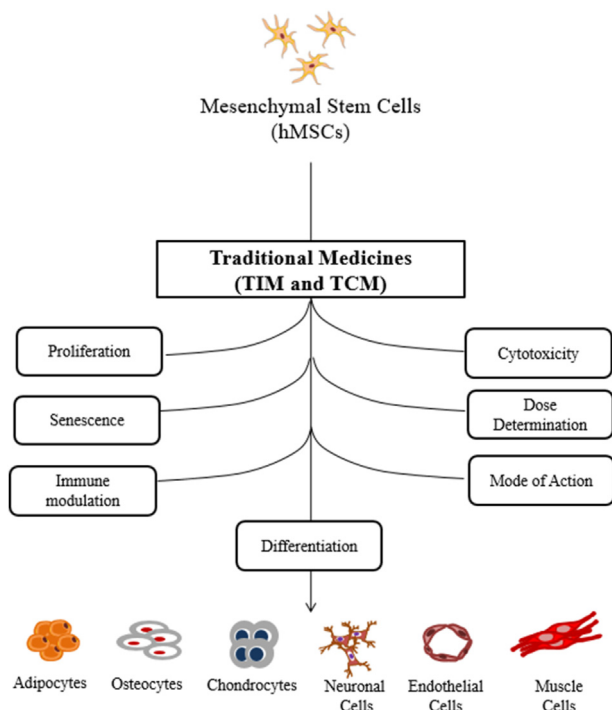 Mesenchymal Stem Cells
(hMSCs)
Traditional Medicines
(TIM and TCM)
Proliferation
Cytotoxicity
Senescence
Dose
Determination
Immune
modulation
Mode of Action
Differentiation
Adipocytes
Osteocytes
Chondrocytes
Neuronal
Cells
Endothelial
Cells
Muscle
Cells